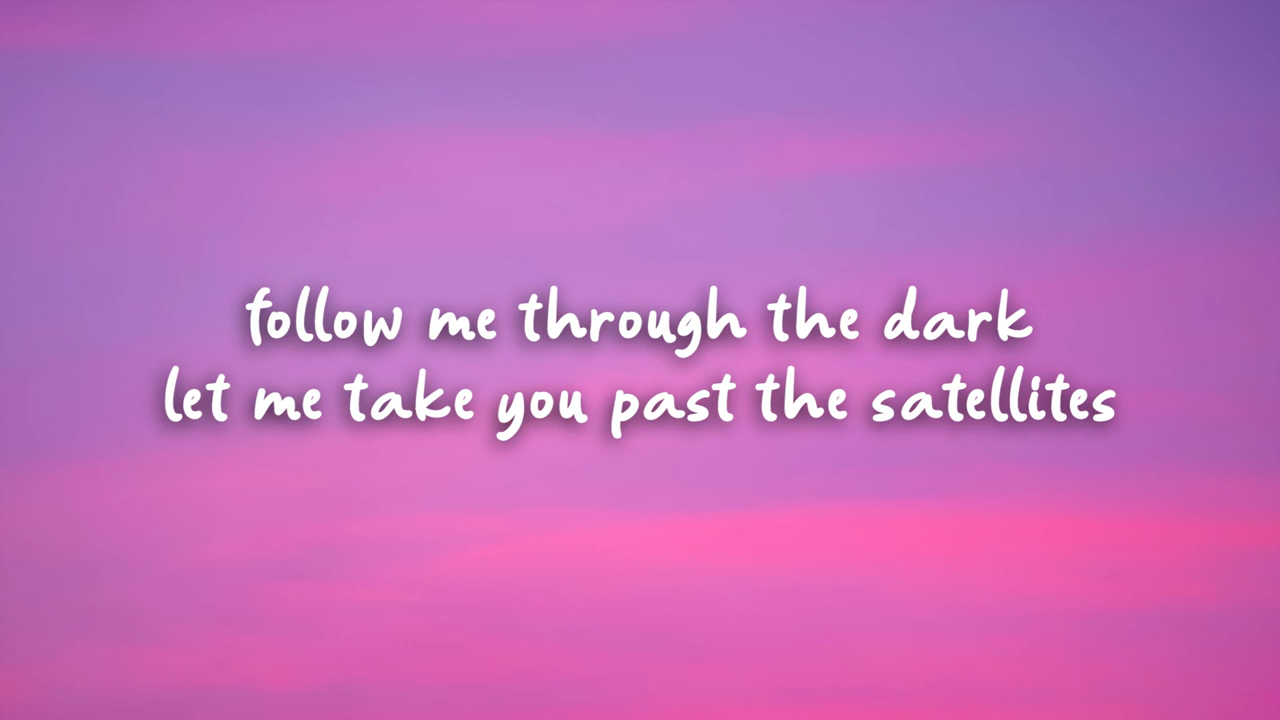 follow me through the dark
let me take you past the satellites